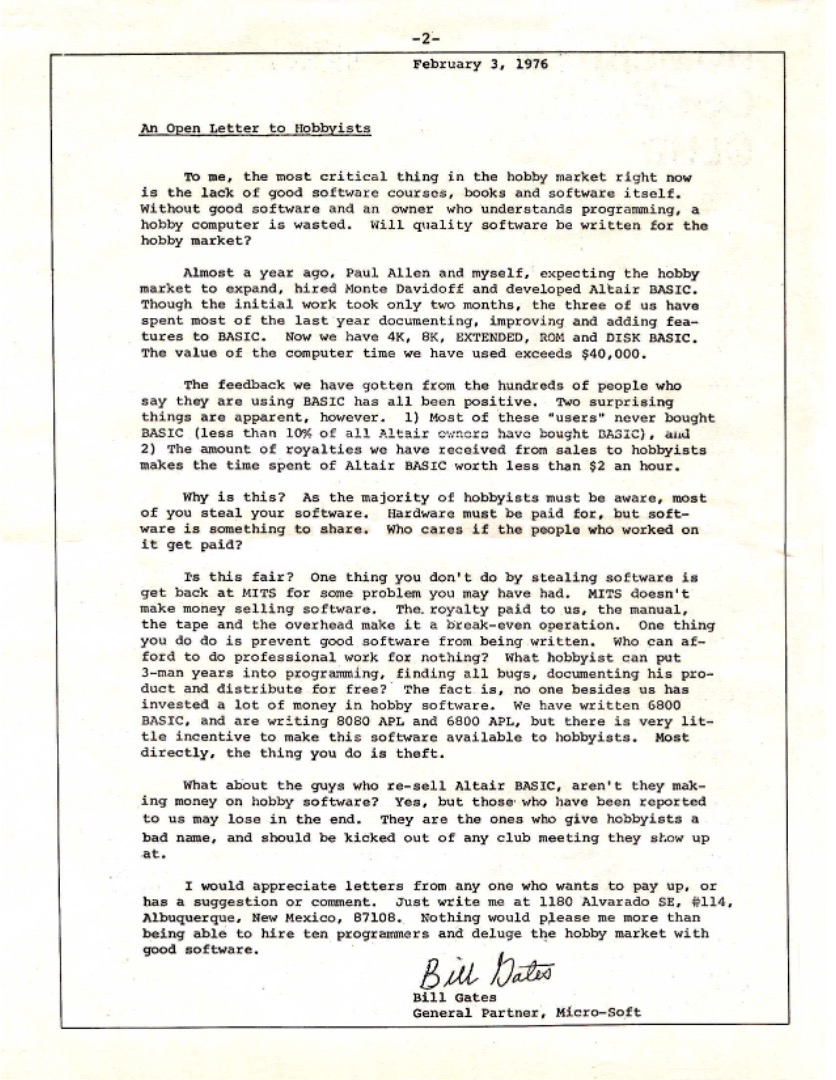 -2-
February 3, 1976
An Open Letter to Hobbyists
To me, the most critical thing in the hobby market right now
is the lack of good software courses, books and software itself.
Without good software and an owner who understands programming, a
hobby computer is wasted. Will quality software be written for the
hobby market?
Almost a year ago, Paul Allen and myself, expecting the hobby
market to expand, hired Monte Davidoff and developed Altair BASIC.
Though the initial work took only two months, the three of us have
spent most of the last year documenting, improving and adding fea-
tures to BASIC. Now we have 4K, 8K, EXTENDED, ROM and DISK BASIC.
The value of the computer time we have used exceeds $40,000.
The feedback we have gotten from the hundreds of people who
say they are using BASIC has all been positive. Two surprising
things are apparent, however. 1) Most of these "users" never bought
BASIC (less than 10% of all Altair owners have bought BASIC), and
2) The amount of royalties we have received from sales to hobbyists
makes the time spent of Altair BASIC worth less than $2 an hour.
Why is this? As the majority of hobbyists must be aware, most
of you steal your software. Hardware must be paid for, but soft-
ware is something to share. Who cares if the people who worked on
it get paid?
Is this fair? One thing you don't do by stealing software is
get back at MITS for some problem you may have had. MITS doesn't
make money selling software. The royalty paid to us, the manual,
the tape and the overhead make it a break-even operation. One thing
you do do is prevent good software from being written. Who can af-
ford to do professional work for nothing? What hobbyist can put
3-man years into programming, finding all bugs, documenting his pro-
duct and distribute for free? The fact is, no one besides us has
invested a lot of money in hobby software. We have written 6800
BASIC, and are writing 8080 APL and 6800 APL, but there is very lit-
tle incentive to make this software available to hobbyists. Most
directly, the thing you do is theft.
What about the guys who re-sell Altair BASIC, aren't they mak-
ing money on hobby software? Yes, but those who have been reported
to us may lose in the end. They are the ones who give hobbyists a
bad name, and should be kicked out of any club meeting they show up
at.
I would appreciate letters from any one who wants to pay up, or
has a suggestion or comment. Just write me at 1180 Alvarado SE, #114,
Albuquerque, New Mexico, 87108. Nothing would please me more than
being able to hire ten programmers and deluge the hobby market with
good software.
Bill Gates
Bill Gates
General Partner, Micro-Soft